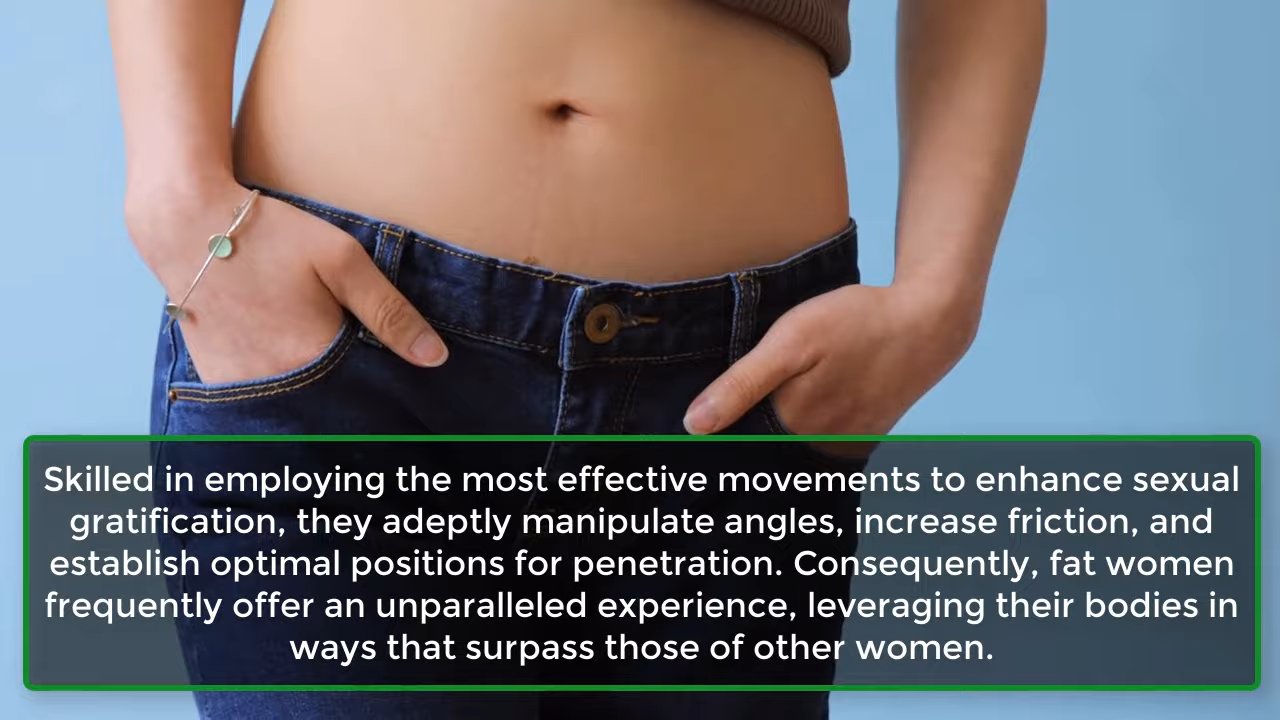 Skilled in employing the most effective movements to enhance sexual
gratification, they adeptly manipulate angles, increase friction, and
establish optimal positions for penetration. Consequently, fat women
frequently offer an unparalleled experience, leveraging their bodies in
ways that surpass those of other women.